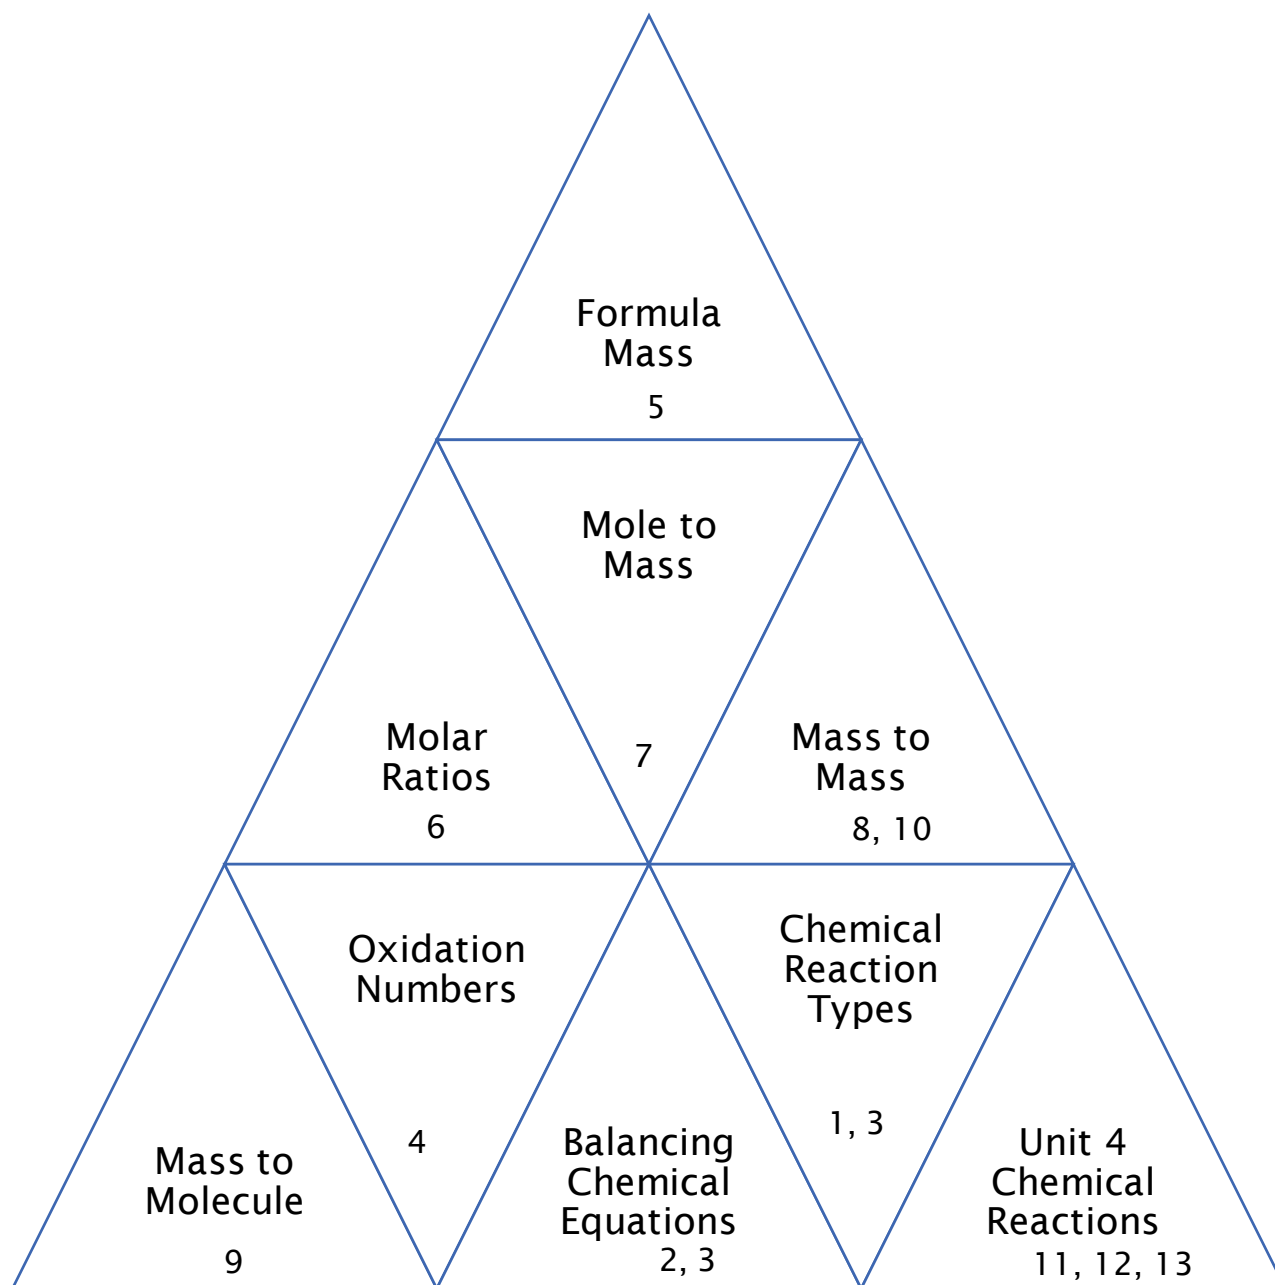 Formula
Mass
5
Mole to
Mass
7
Molar
Ratios
6
Mass to
Mass
8, 10
Oxidation
Numbers
4
Chemical
Reaction
Types
1, 3
Mass to
Molecule
9
Balancing
Chemical
Equations
2, 3
Unit 4
Chemical
Reactions
11, 12, 13